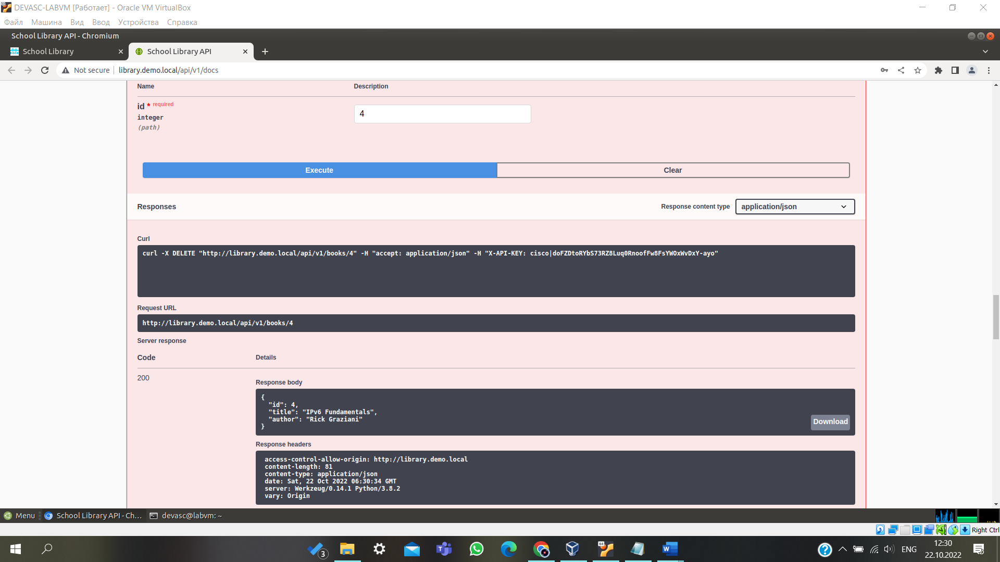 DEVASC-LABVM [Работает] - Oracle VM VirtualBox
Файл Машина Вид Ввод Устройства Справка
School Library API - Chromium
School Library
School Library API
Not secure library.demo.local/api/v1/docs
Name Description
id * required
integer
(path)
4
Execute Clear
Responses Response content type application/json
Curl
curl -X DELETE "http://library.demo.local/api/v1/books/4" -H "accept: application/json" -H "X-API-KEY: cisco|doFZDtoRYbS73RZ8Luq0RnoofFw8FsYWOxWvDxY-ayo"
Request URL
http://library.demo.local/api/v1/books/4
Server response
Code Details
200
Response body
{
"id": 4,
"title": "IPv6 Fundamentals",
"author": "Rick Graziani"
}
Download
Response headers
access-control-allow-origin: http://library.demo.local
content-length: 81
content-type: application/json
date: Sat, 22 Oct 2022 06:30:34 GMT
server: Werkzeug/0.14.1 Python/3.8.2
vary: Origin
Menu School Library API - Ch... devasc@labvm: ~
Right Ctrl
3
64
W
ENG
12:30
22.10.2022